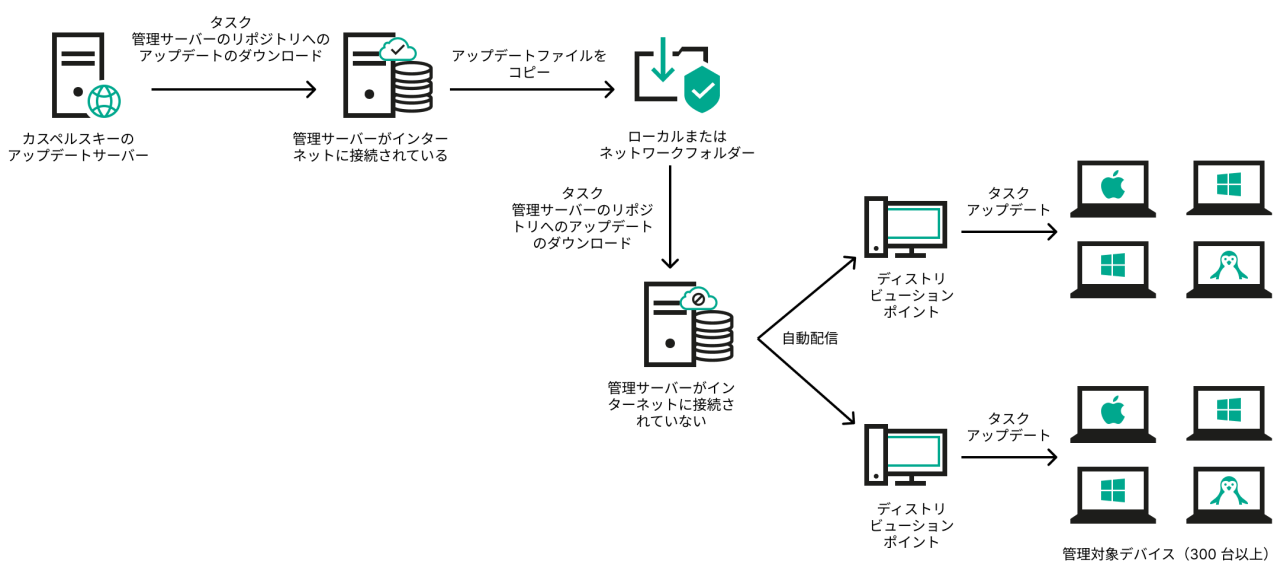 タスク
管理サーバーのリポジトリへの
アップデートのダウンロード
カスペルスキーの
アップデートサーバー
管理サーバーがインター
ネットに接続されている
アップデートファイルを
コピー
ローカルまたは
ネットワークフォルダー
タスク
管理サーバーのリポジ
トリへのアップデート
のダウンロード
管理サーバーがイン
ターネットに接続さ
れていない
自動配信
ディストリ
ビューション
ポイント
タスク
アップデート
ディストリ
ビューション
ポイント
タスク
アップデート
管理対象デバイス（300 台以上）